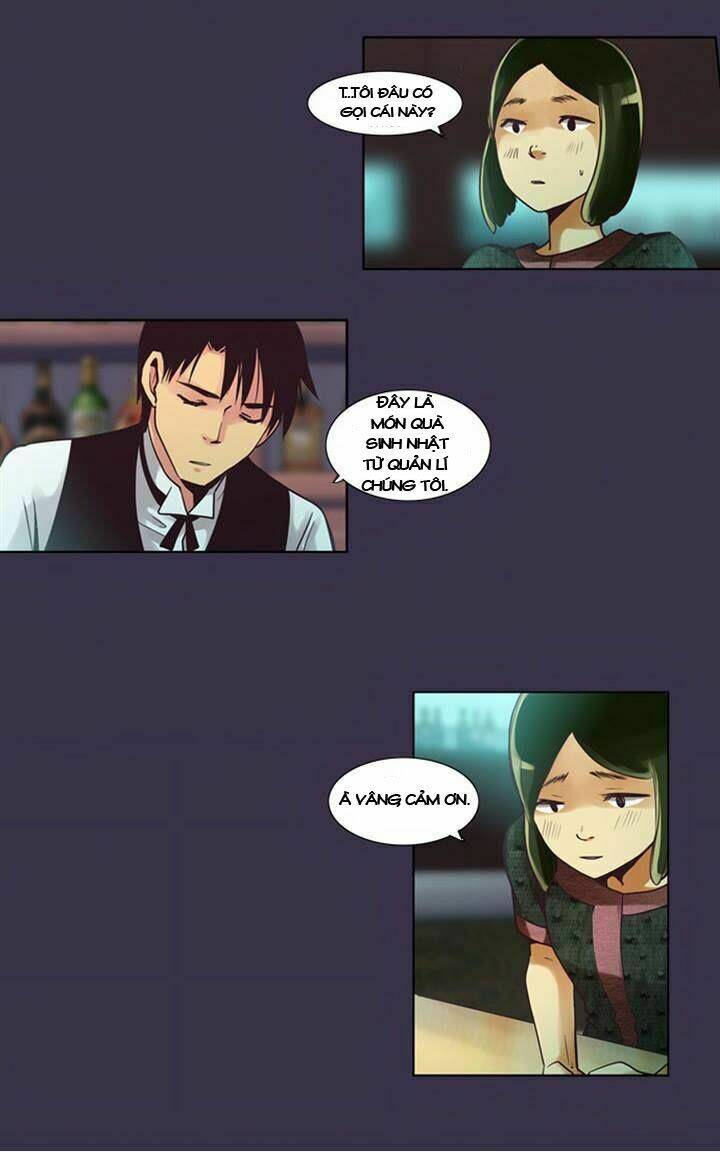 T..TÔI ĐÂU CÓ
GỌI CÁI NÀY?
ĐÂY LÀ
MÓN QUÀ
SINH NHẬT
TỪ QUẢN LÍ
CHÚNG TÔI.
À VÂNG, CẢM ƠN.